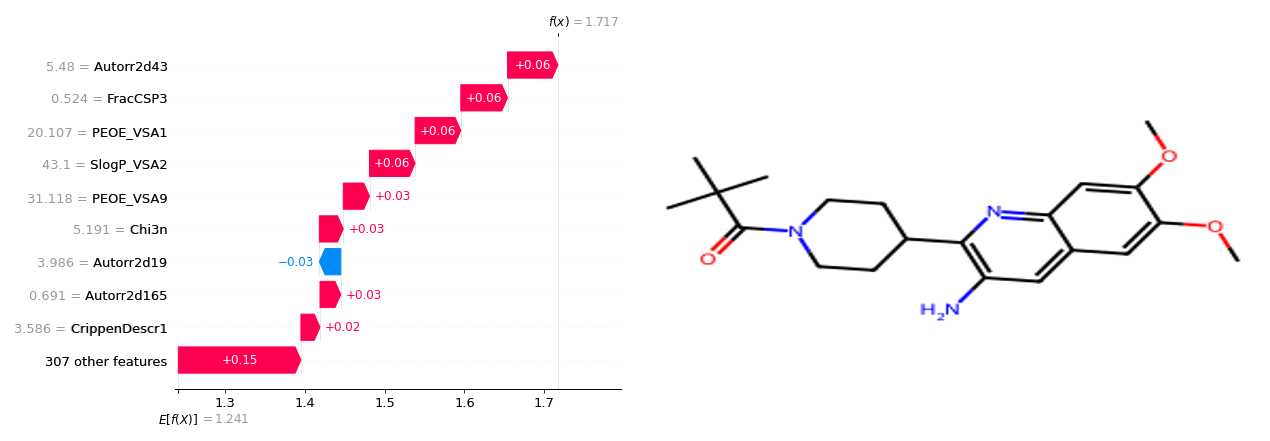 f(x) = 1.717
5.48 = Autorr2d43
+0.06
0.524 = FracCSP3
+0.06
20.107 = PEOE_VSA1
+0.06
43.1 = SlogP_VSA2
+0.06
31.118 = PEOE_VSA9
+0.03
5.191 = Chi3n
+0.03
3.986 = Autorr2d19
−0.03
0.691 = Autorr2d165
+0.03
3.586 = CrippenDescr1
+0.02
307 other features
+0.15
1.3 1.4 1.5 1.6 1.7
E[f(X)] = 1.241
O
N
O
N
O
H₂N